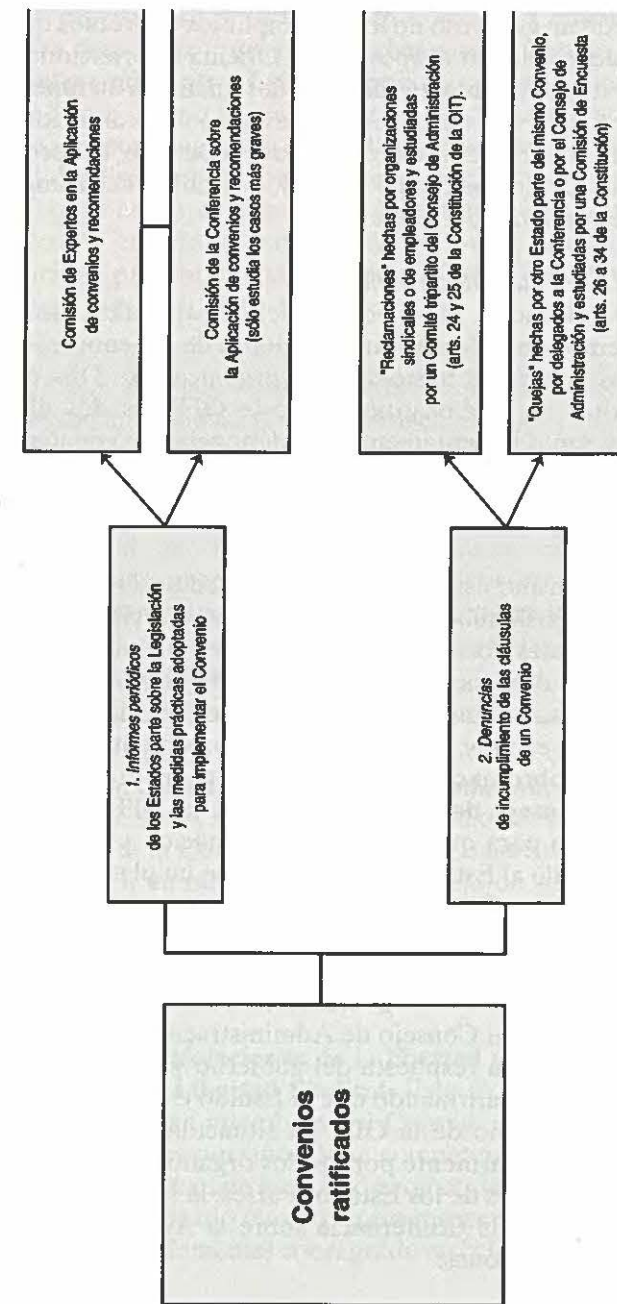 Convenios
ratificados
1. Informes periódicos
de los Estados parte sobre la Legislación
y las medidas prácticas adoptadas
para implementar el Convenio
Comisión de Expertos en la Aplicación
de convenios y recomendaciones
Comisión de la Conferencia sobre
la Aplicación de convenios y recomendaciones
(sólo estudia los casos más graves)
2. Denuncias
de incumplimiento de las cláusulas
de un Convenio
"Reclamaciones" hechas por organizaciones
sindicales o de empleadores y estudiadas
por un Comité tripartito del Consejo de Administración
(arts. 24 y 25 de la Constitución de la OIT).
"Quejas" hechas por otro Estado parte del mismo Convenio,
por delegados a la Conferencia o por el Consejo de
Administración y estudiadas por una Comisión de Encuesta
(arts. 26 a 34 de la Constitución)